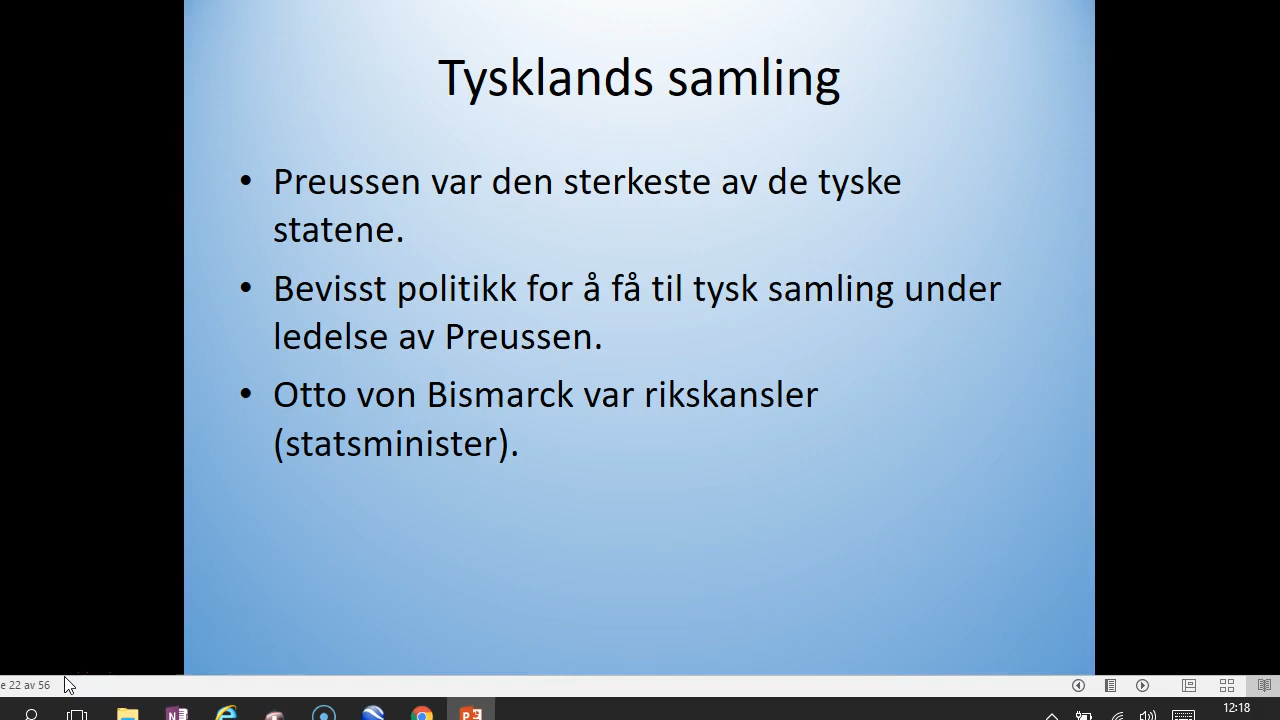 Tysklands samling
• Preussen var den sterkeste av de tyske
statene.
• Bevisst politikk for å få til tysk samling under
ledelse av Preussen.
• Otto von Bismarck var rikskansler
(statsminister).
e 22 av 56
12:18